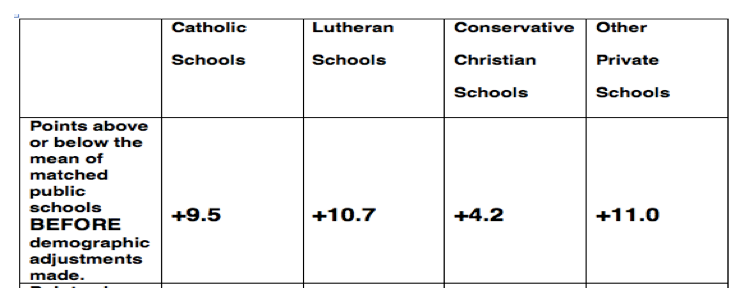 Catholic Schools
Lutheran Schools
Conservative Christian Schools
Other Private Schools
Points above
or below the
mean of
matched
public
schools
BEFORE
demographic
adjustments
made.
+9.5
+10.7
+4.2
+11.0